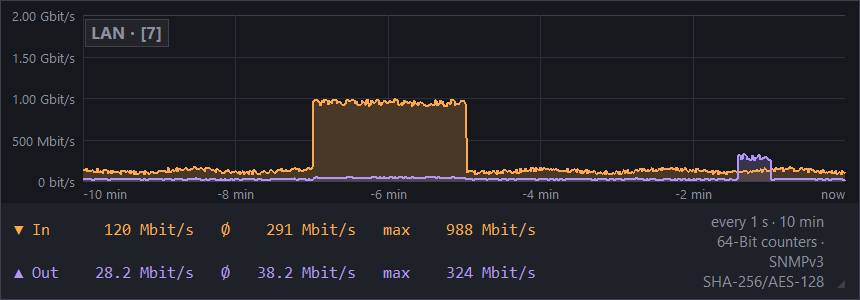 2.00 Gbit/s
LAN · [7]
1.50 Gbit/s
1.00 Gbit/s
500 Mbit/s
0 bit/s
-10 min -8 min -6 min -4 min -2 min now
▼ In 120 Mbit/s Ø 291 Mbit/s max 988 Mbit/s
▲ Out 28.2 Mbit/s Ø 38.2 Mbit/s max 324 Mbit/s
every 1 s · 10 min
64-Bit counters ·
SNMPv3
SHA-256/AES-128